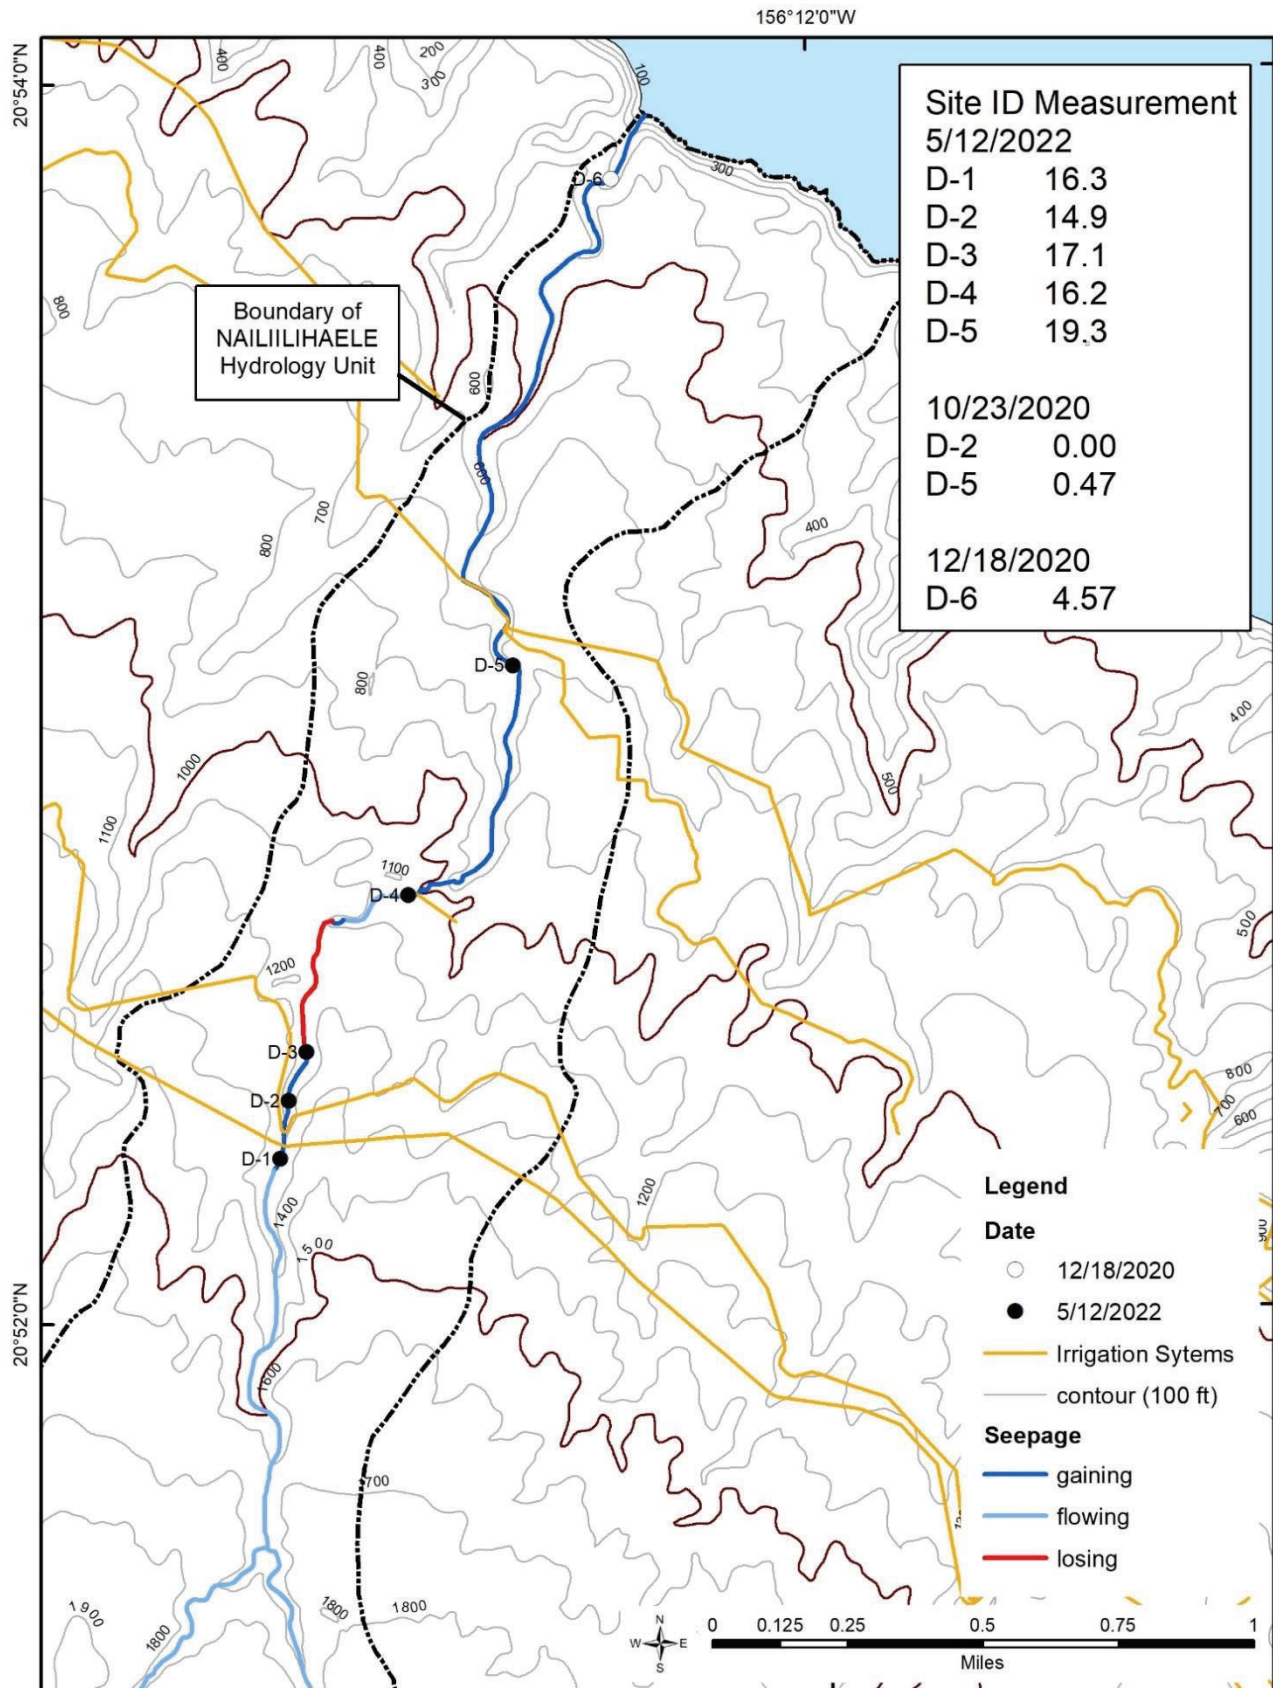 156°12'0"W
20°54'0"N
400
400
200
300
100
300
Site ID Measurement
5/12/2022
D-1 16.3
D-2 14.9
D-3 17.1
D-4 16.2
D-5 19.3
10/23/2020
D-2 0.00
D-5 0.47
12/18/2020
D-6 4.57
D-6
800
Boundary of
NAILIILIHAELE
Hydrology Unit
600
600
700
800
400
D-5
800
400
1000
500
1100
1100
D-4
500
1200
D-3
800
D-2
700
600
D-1
1200
1400
1500
900
20°52'0"N
1600
700
1900
1800
1800
1800
Legend
Date
12/18/2020
5/12/2022
Irrigation Sytems
contour (100 ft)
Seepage
gaining
flowing
losing
N
W E
S
0 0.125 0.25 0.5 0.75 1
Miles